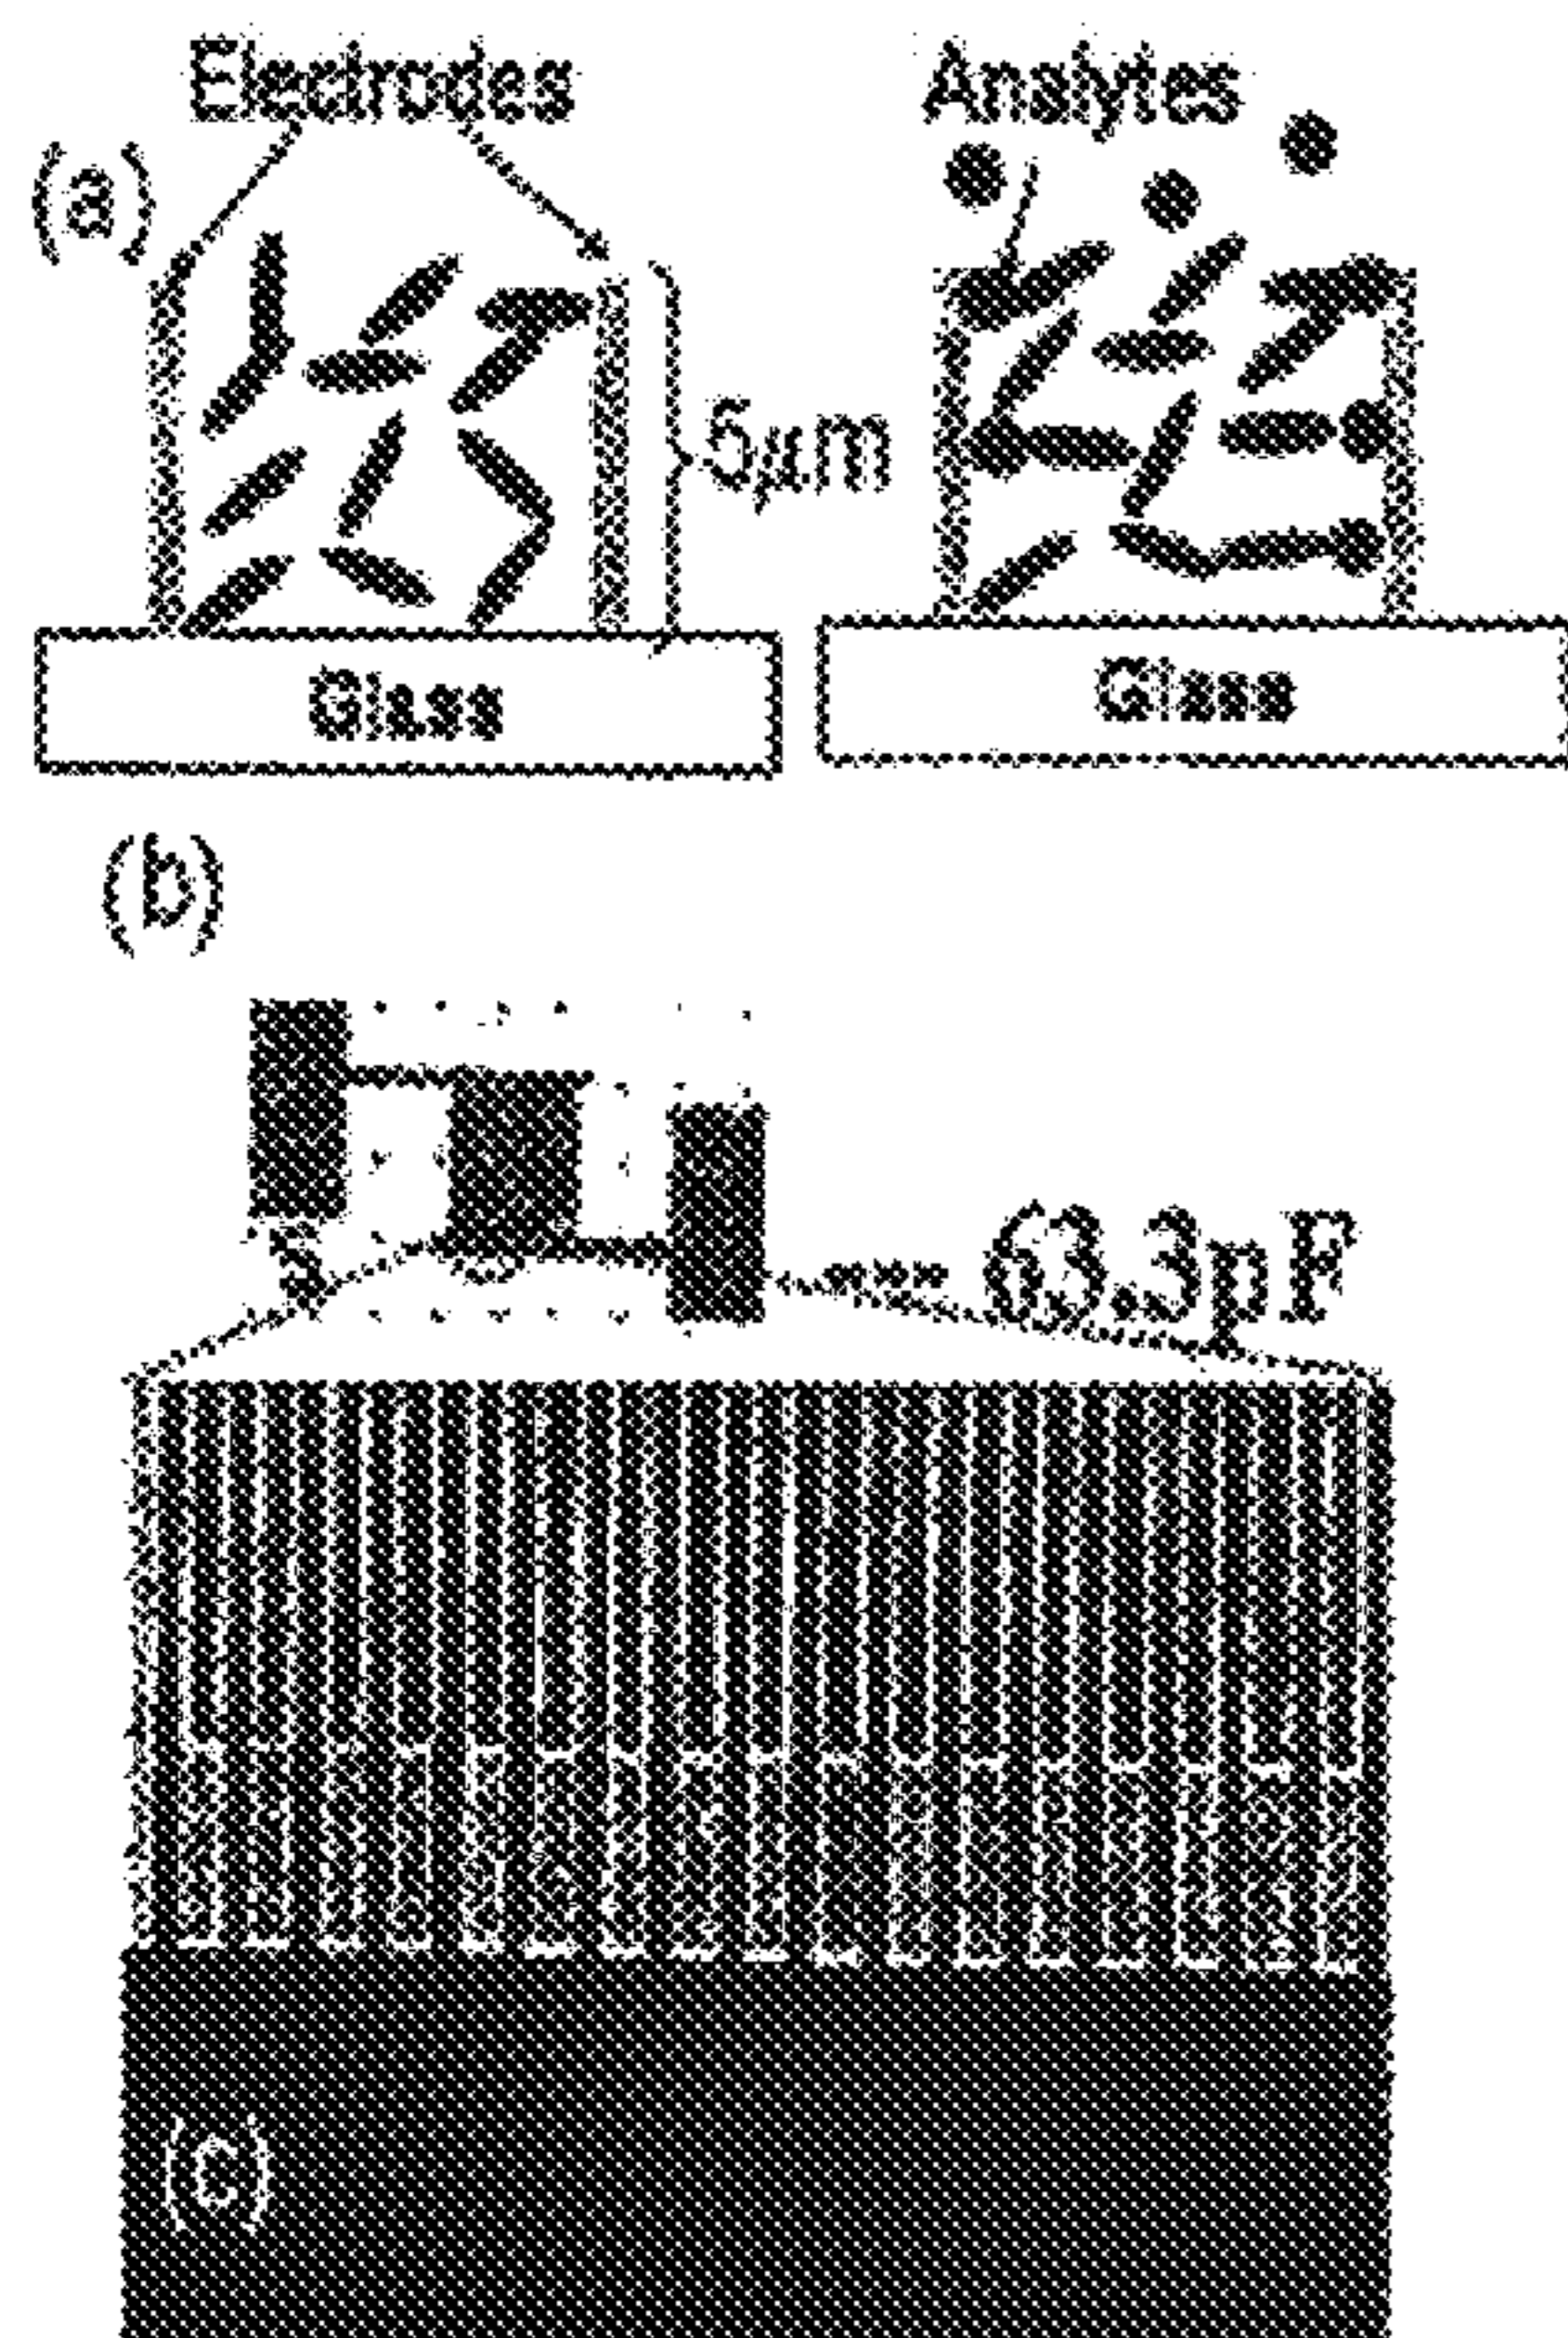 Electrodes
Analytes
(a)
5μm
Glass
Glass
(b)
63.3pF
(c)